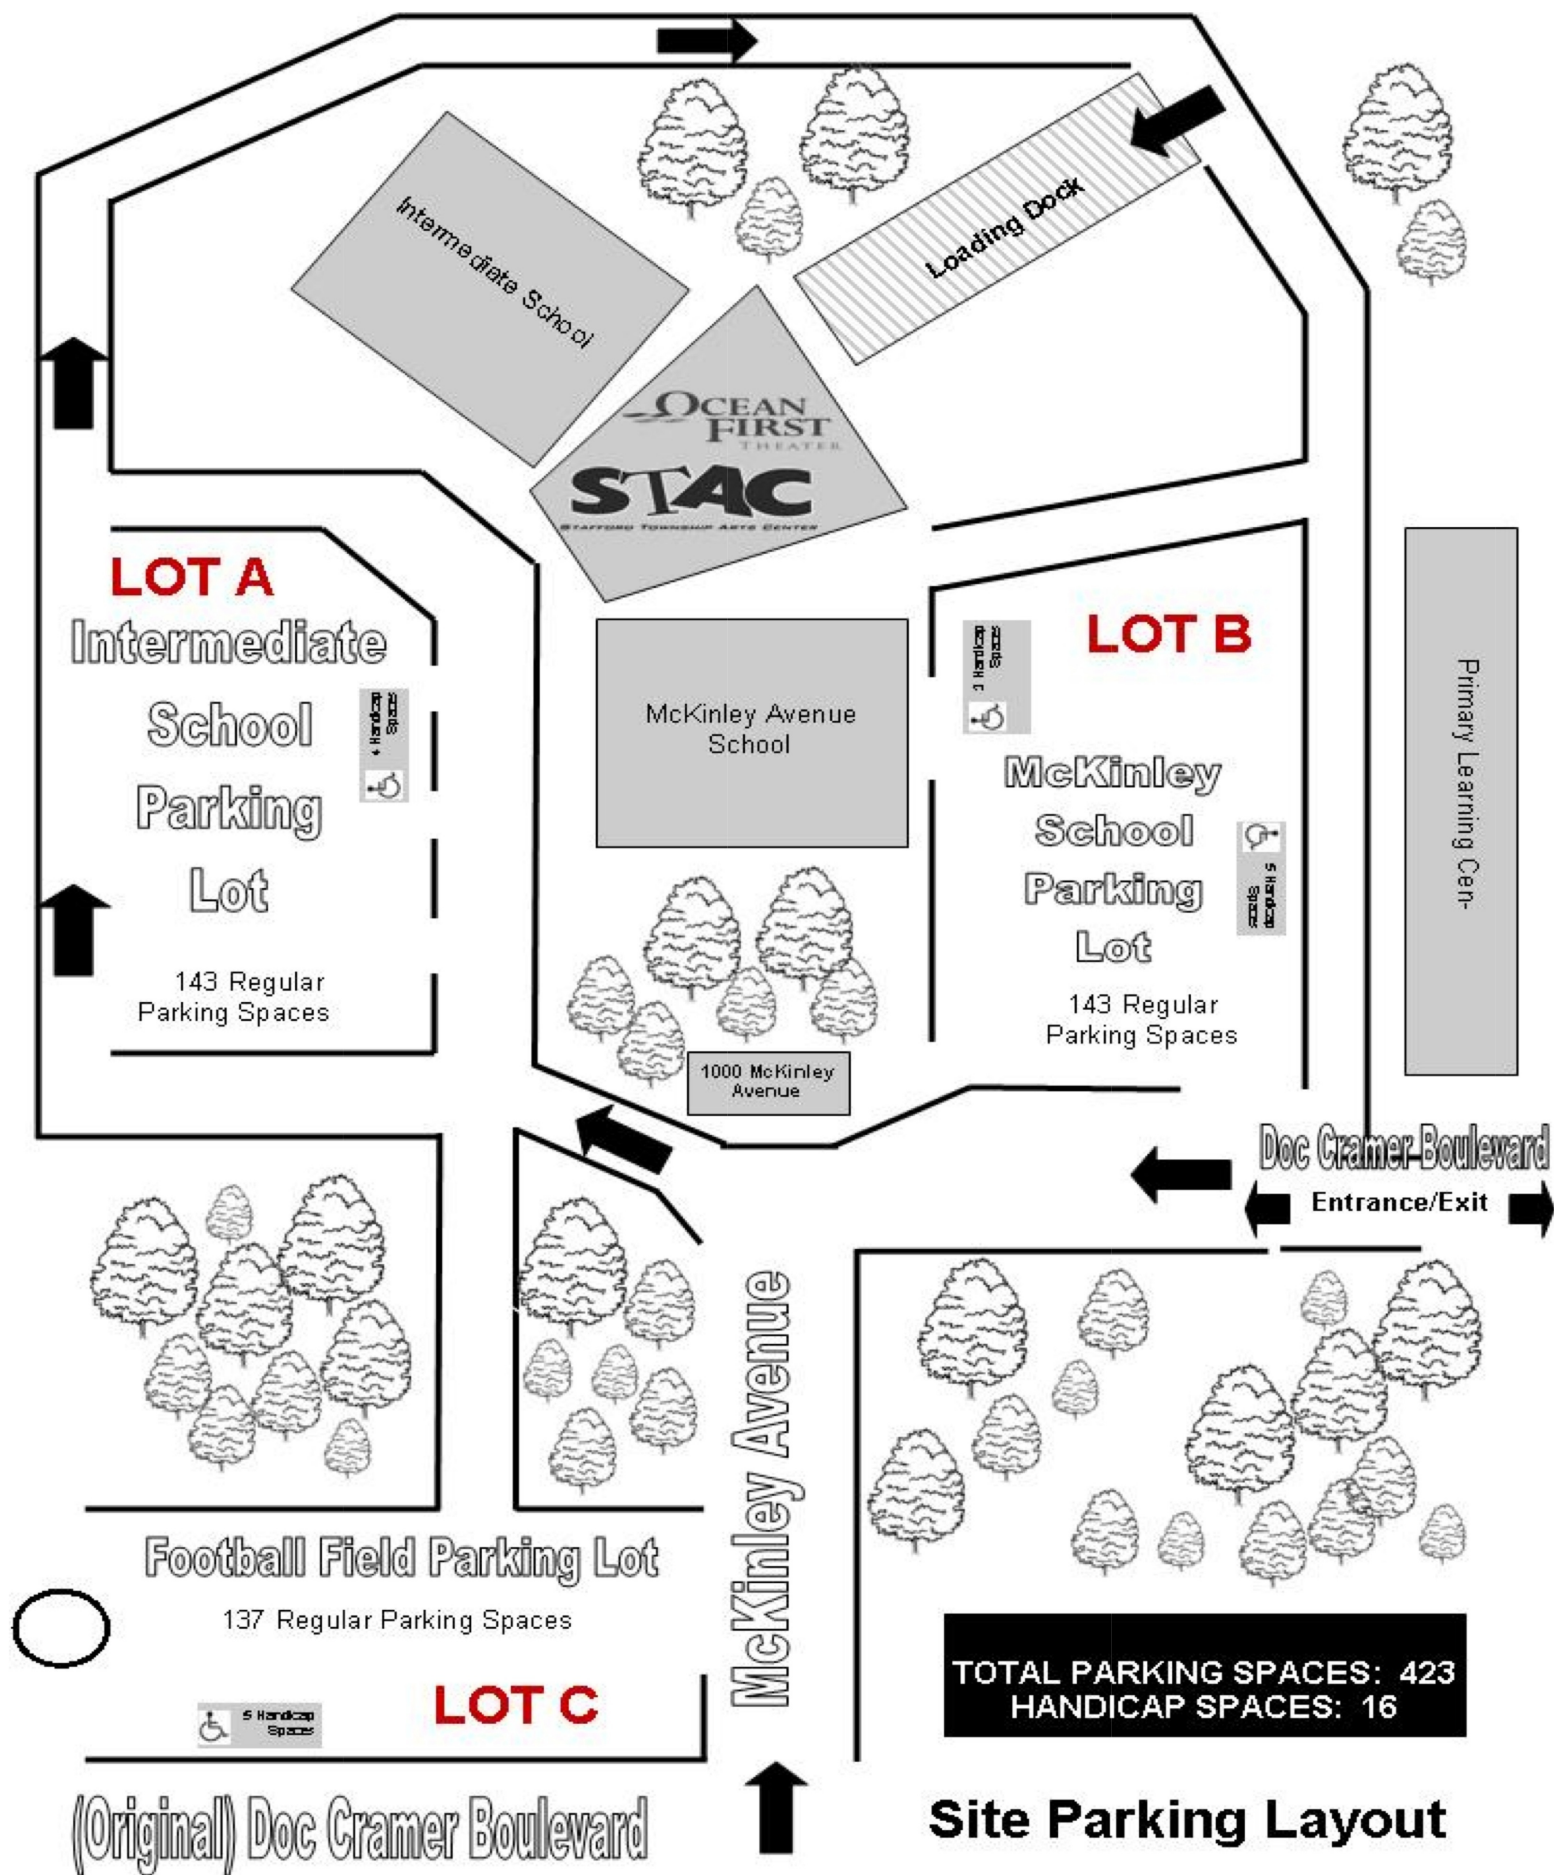 Intermediate School
Loading Dock
OCEAN
FIRST
THEATER
STAC
STAFFORD TOWNSHIP ARTS CENTER
LOT A
Intermediate
School
Parking
Lot
4 Handicap
Spaces
143 Regular
Parking Spaces
McKinley Avenue
School
1000 McKinley
Avenue
LOT B
Handicap
Spaces
McKinley
School
Parking
Lot
5 Handicap
Spaces
143 Regular
Parking Spaces
Primary Learning Cen-
Doc Cramer Boulevard
Entrance/Exit
McKinley Avenue
Football Field Parking Lot
137 Regular Parking Spaces
LOT C
5 Handicap
Spaces
TOTAL PARKING SPACES: 423
HANDICAP SPACES: 16
(Original) Doc Cramer Boulevard
Site Parking Layout